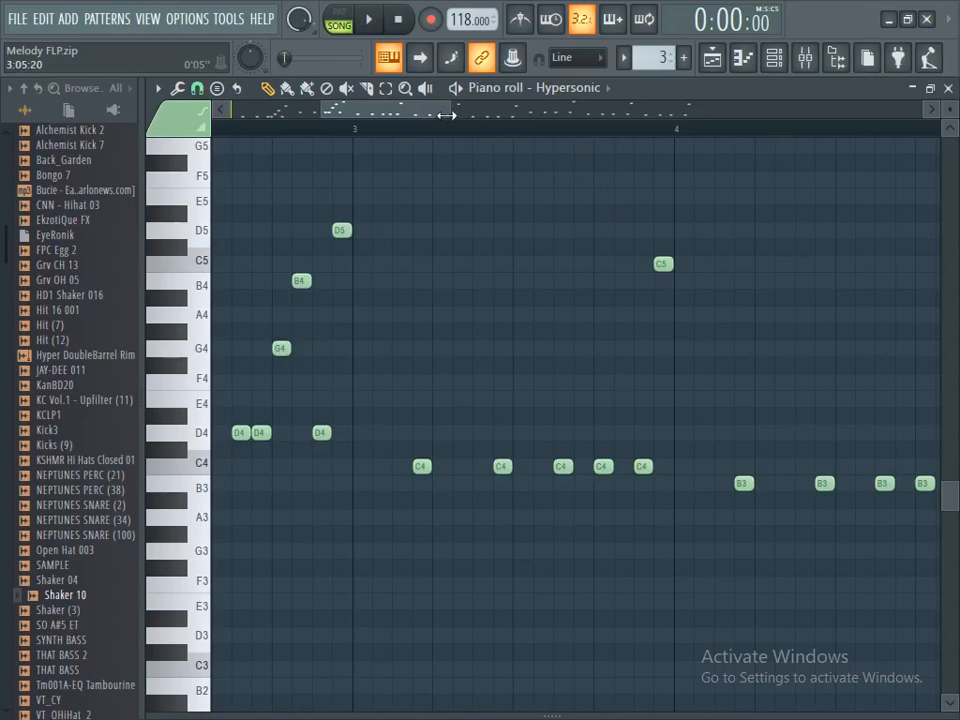 FILE EDIT ADD PATTERNS VIEW OPTIONS TOOLS HELP
PAT
SONG
118.000
3.2.
0:00:00
Melody FLP.zip
3:05:20
0'05"
Line
3
Browse..
All
Piano roll - Hypersonic
3
4
Alchemist Kick 2
Alchemist Kick 7
Back_Garden
Bongo 7
Bucie - Ea..arlonews.com]
CNN - Hihat 03
EkzotiQue FX
EyeRonik
FPC Egg 2
Grv CH 13
Grv OH 05
HD1 Shaker 016
Hit 16 001
Hit (7)
Hit (12)
Hyper DoubleBarrel Rim
JAY-DEE 011
KanBD20
KC Vol.1 - Upfilter (11)
KCLP1
Kick3
Kicks (9)
KSHMR Hi Hats Closed 01
NEPTUNES PERC (21)
NEPTUNES PERC (38)
NEPTUNES SNARE (2)
NEPTUNES SNARE (34)
NEPTUNES SNARE (100)
Open Hat 003
SAMPLE
Shaker 04
Shaker 10
Shaker (3)
SO A#5 ET
SYNTH BASS
THAT BASS 2
THAT BASS
Tm001A-EQ Tambourine
VT_CY
VT_OHiHat_2
G5
F5
E5
D5
C5
B4
A4
G4
F4
E4
D4
C4
B3
A3
G3
F3
E3
D3
C3
B2
D5
C5
B4
G4
D4 D4 D4
C4 C4 C4 C4 C4
B3 B3 B3 B3
Activate Windows
Go to Settings to activate Windows.